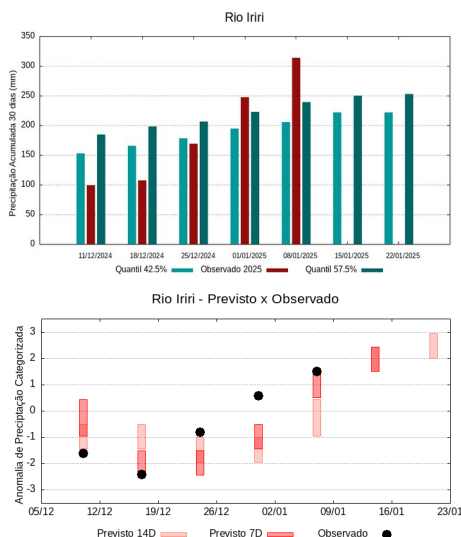 Rio Iriri
Precipitação Acumulada 30 dias (mm)
350
300
250
200
150
100
50
0
11/12/2024 18/12/2024 25/12/2024 01/01/2025 08/01/2025 15/01/2025 22/01/2025
Quantil 42.5% Observado 2025 Quantil 57.5%
Rio Iriri - Previsto x Observado
Anomalia de Precipitação Categorizada
3
2
1
0
-1
-2
-3
05/12 12/12 19/12 26/12 02/01 09/01 16/01 23/01
Previsto 14D Previsto 7D Observado